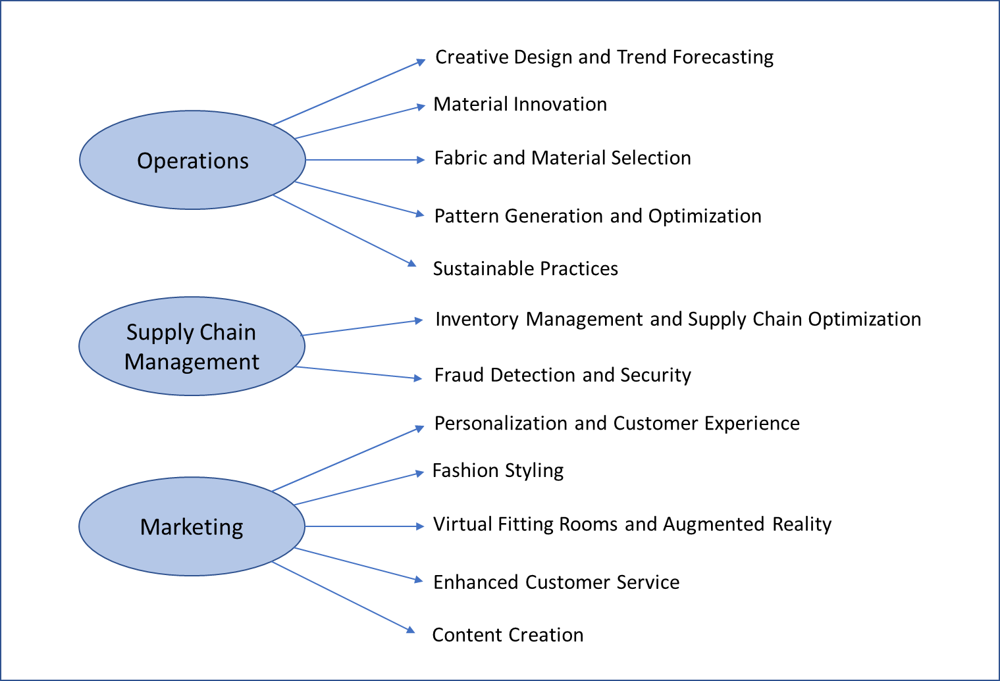 Operations
Creative Design and Trend Forecasting
Material Innovation
Fabric and Material Selection
Pattern Generation and Optimization
Sustainable Practices
Supply Chain
Management
Inventory Management and Supply Chain Optimization
Fraud Detection and Security
Marketing
Personalization and Customer Experience
Fashion Styling
Virtual Fitting Rooms and Augmented Reality
Enhanced Customer Service
Content Creation